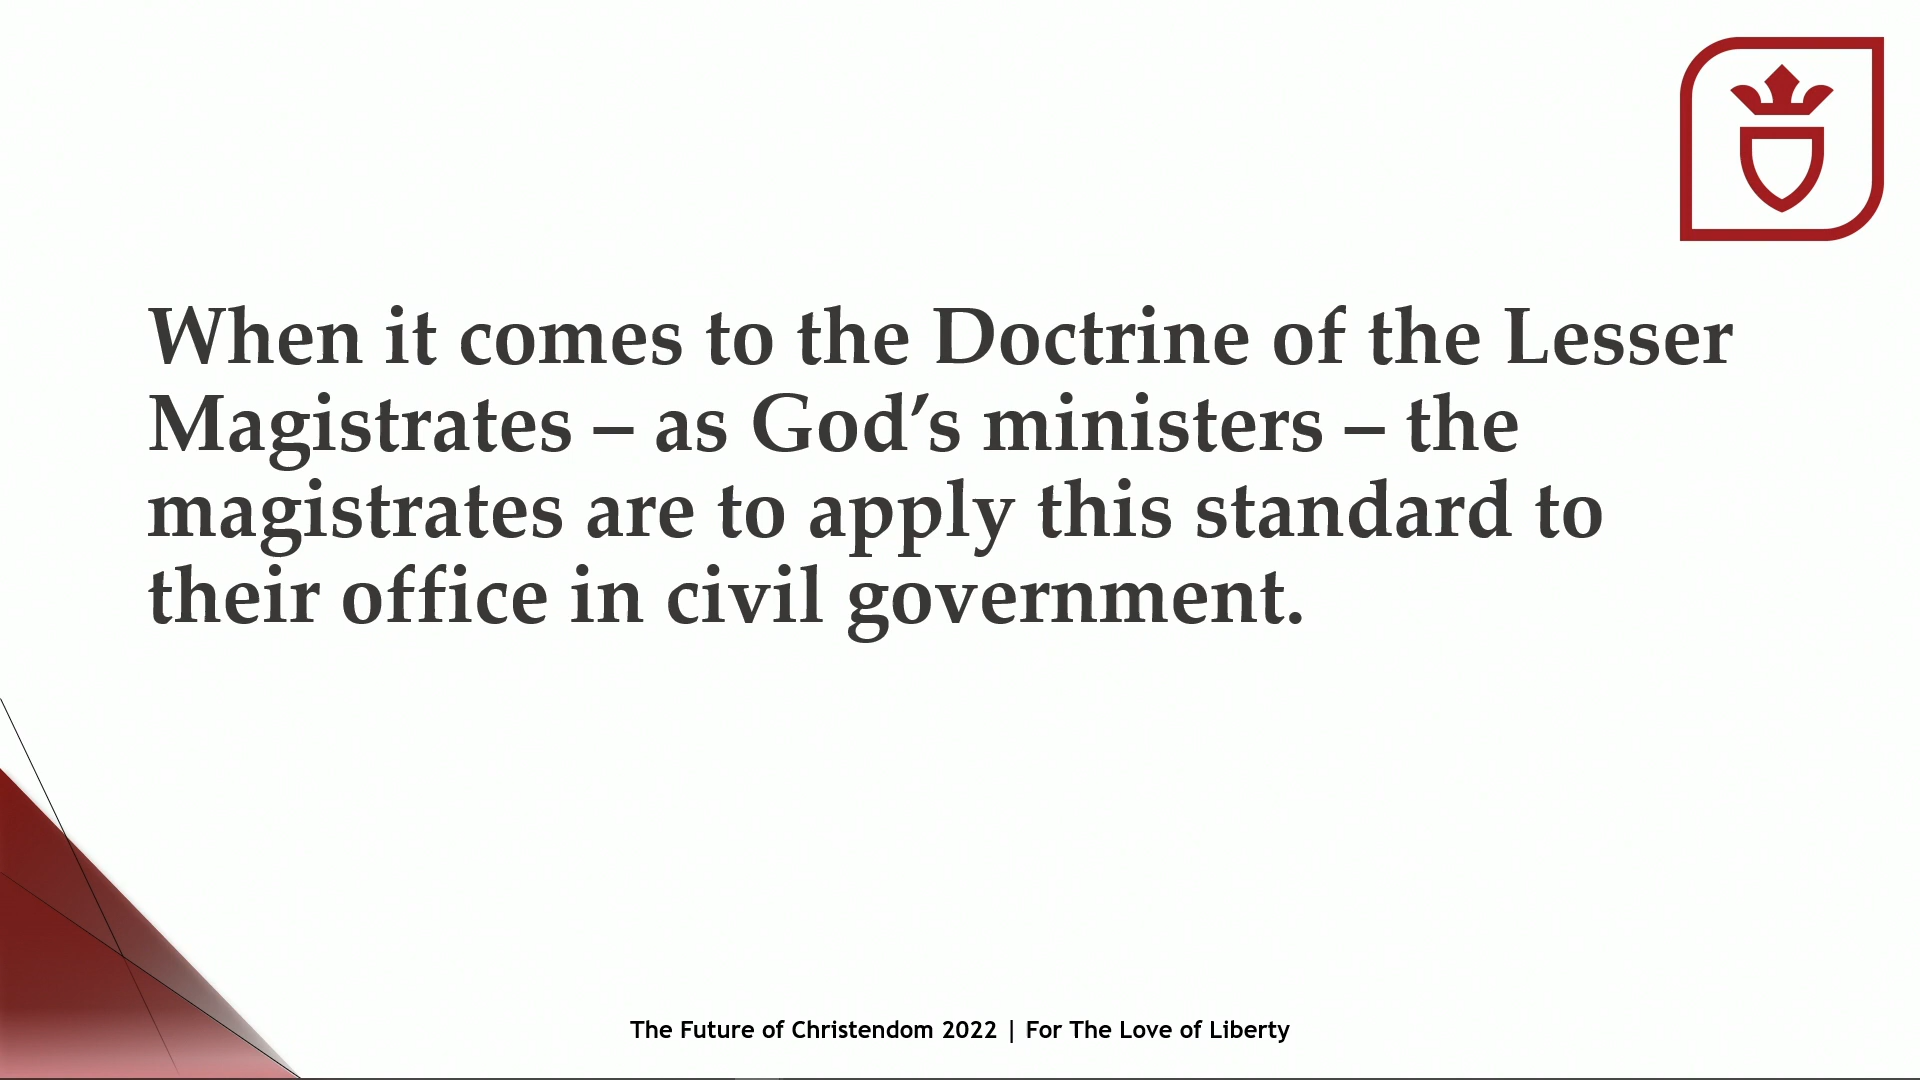 When it comes to the Doctrine of the Lesser
Magistrates – as God’s ministers – the
magistrates are to apply this standard to
their office in civil government.
The Future of Christendom 2022 | For The Love of Liberty